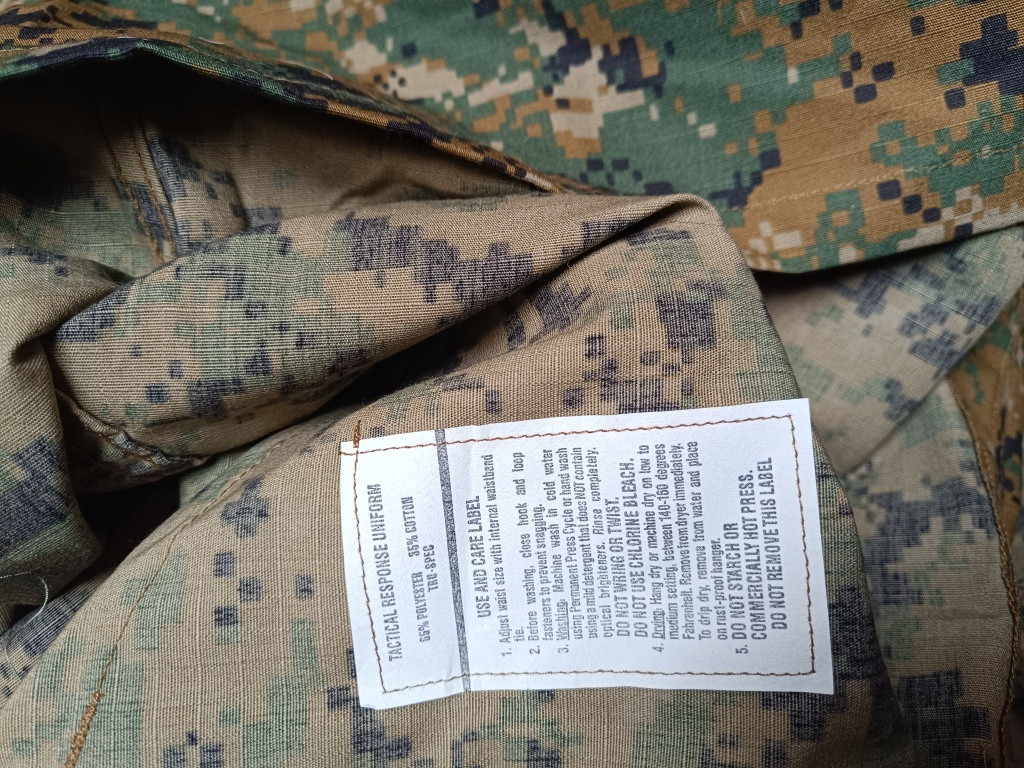 TACTICAL RESPONSE UNIFORM
65% POLYESTER 35% COTTON
TRU-SPEC
USE AND CARE LABEL
1. Adjust waist size with internal waistband
tie.
2. Before washing, close hook and loop
fasteners to prevent snagging.
3. Washing: Machine wash in cold water
using Permanent Press Cycle or hand wash
using a mild detergent that does NOT contain
optical brighteners. Rinse completely.
DO NOT WRING OR TWIST.
DO NOT USE CHLORINE BLEACH.
4. Drying: Hang dry or machine dry on low to
medium setting, between 140-160 degrees
Fahrenheit. Remove from dryer immediately.
To drip dry, remove from water and place
on rust-proof hanger.
5. DO NOT STARCH OR
COMMERCIALLY HOT PRESS.
DO NOT REMOVE THIS LABEL